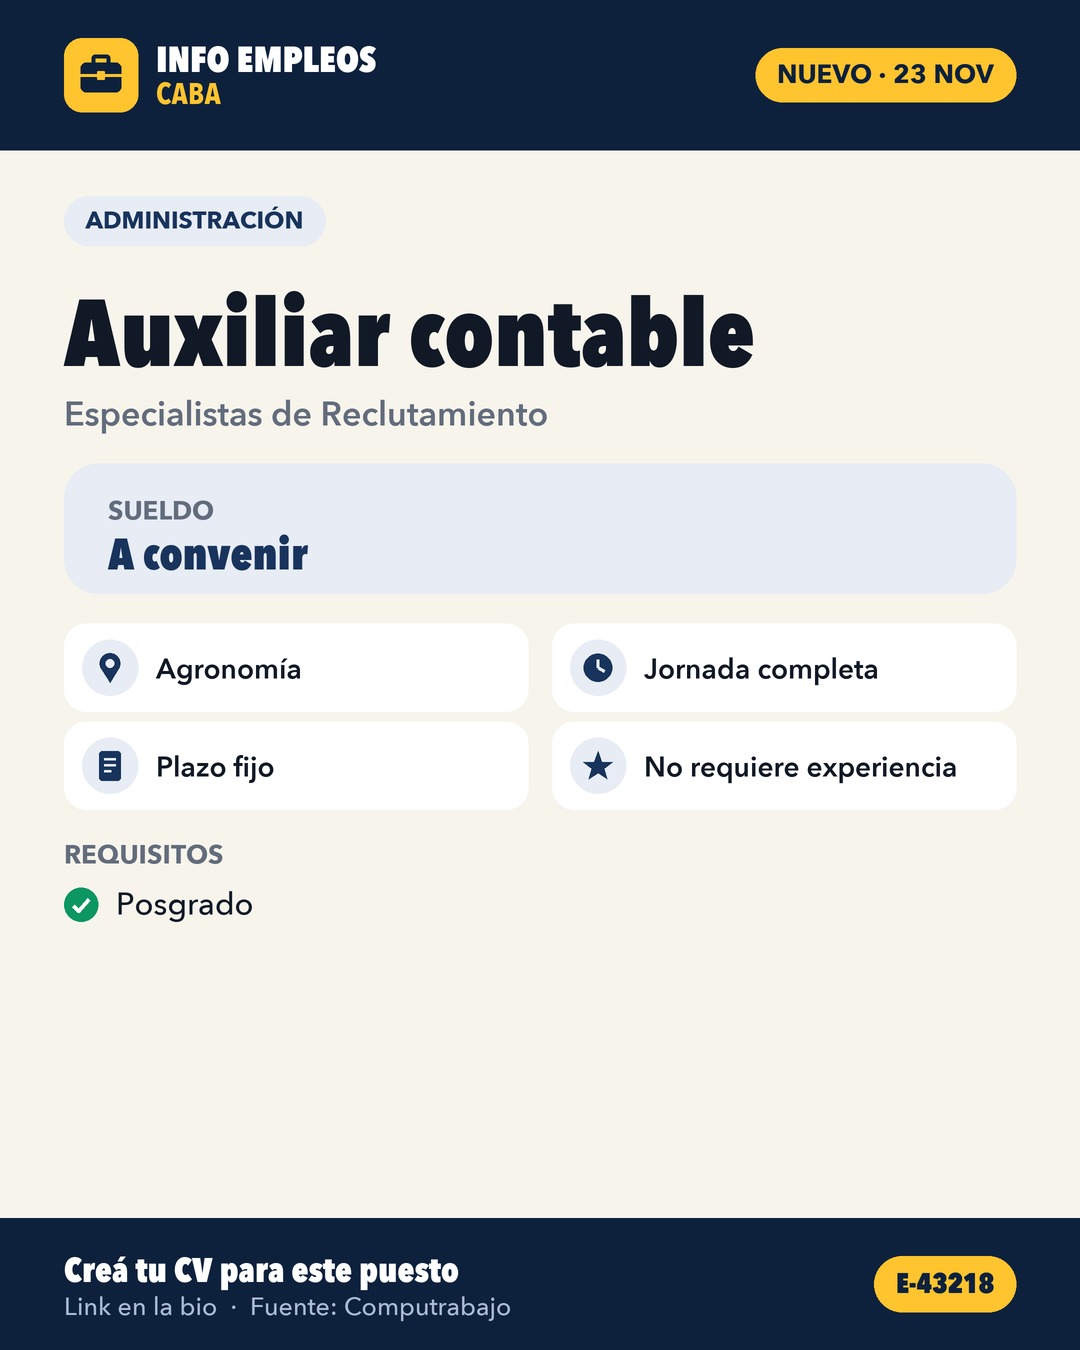 INFO EMPLEOS
CABA
NUEVO · 23 NOV
ADMINISTRACIÓN
Auxiliar contable
Especialistas de Reclutamiento
SUELDO
A convenir
Agronomía
Jornada completa
Plazo fijo
No requiere experiencia
REQUISITOS
Posgrado
Creá tu CV para este puesto
Link en la bio · Fuente: Computrabajo
E-43218